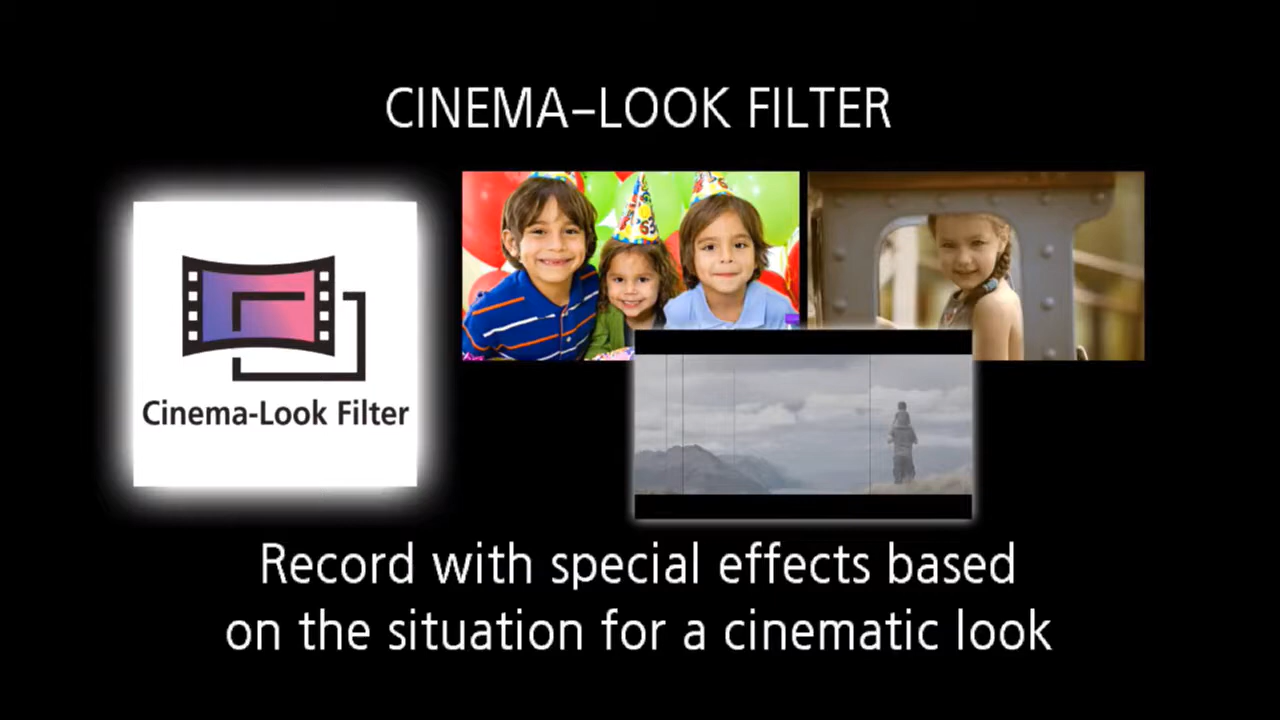 CINEMA–LOOK FILTER
Cinema-Look Filter
Record with special effects based
on the situation for a cinematic look